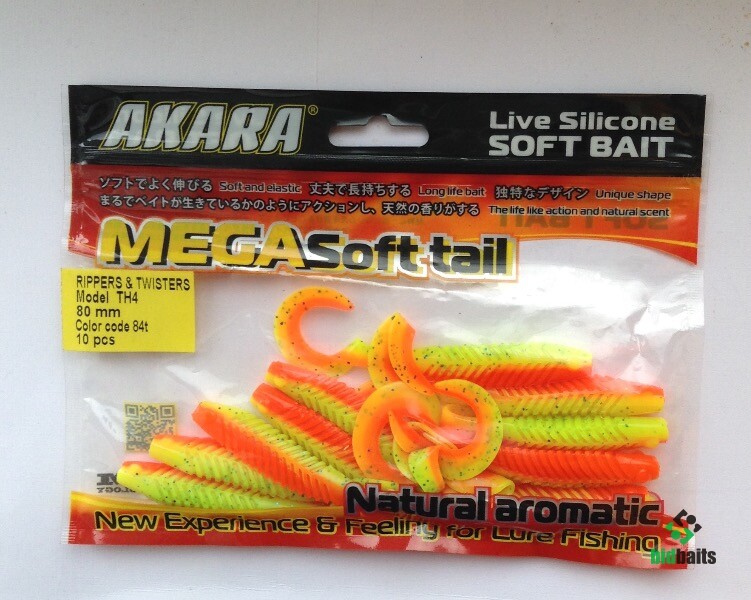 AKARA®
Live Silicone
SOFT BAIT
ソフトでよく伸びる Soft and elastic 丈夫で長持ちする Long life bait 独特なデザイン Unique shape
まるでベイトが生きているかのようにアクションし、天然の香りがする The life like action and natural scent
MEGA Soft tail
RIPPERS & TWISTERS
Model TH4
80 mm
Color code 84t
10 pcs
Natural aromatic
New Experience & Feeling for Lure Fishing
bidbaits